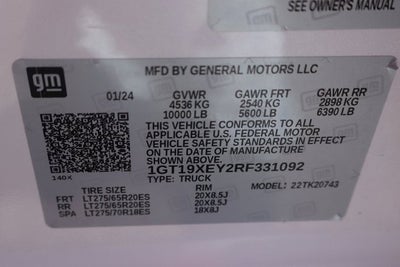 SEE OWNER'S MANUAL
gm
MFD BY GENERAL MOTORS LLC
01/24 GVWR GAWR FRT GAWR RR
4536 KG 2540 KG 2898 KG
10000 LB 5600 LB 6390 LB
THIS VEHICLE CONFORMS TO ALL
APPLICABLE U.S. FEDERAL MOTOR
VEHICLE SAFETY STANDARDS IN
EFFECT ON THE DATE
OF MANUFACTURE SHOWN ABOVE.
1GT19XEY2RF331092
140X TYPE: TRUCK
TIRE SIZE RIM MODEL: 22TK20743
FRT LT275/65R20ES 20X8.5J
RR LT275/65R20ES 20X8.5J
SPA LT275/70R18ES 18X8J